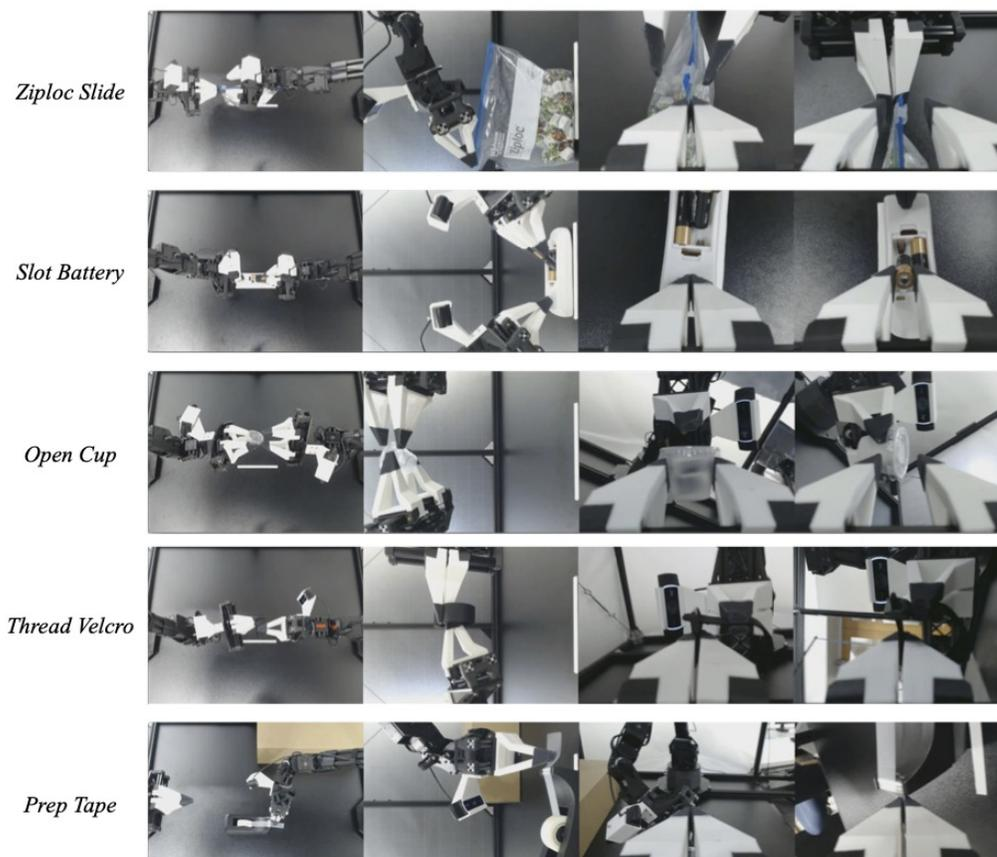 Ziploc Slide
Ziploc
Slot Battery
Open Cup
Thread Velcro
Prep Tape